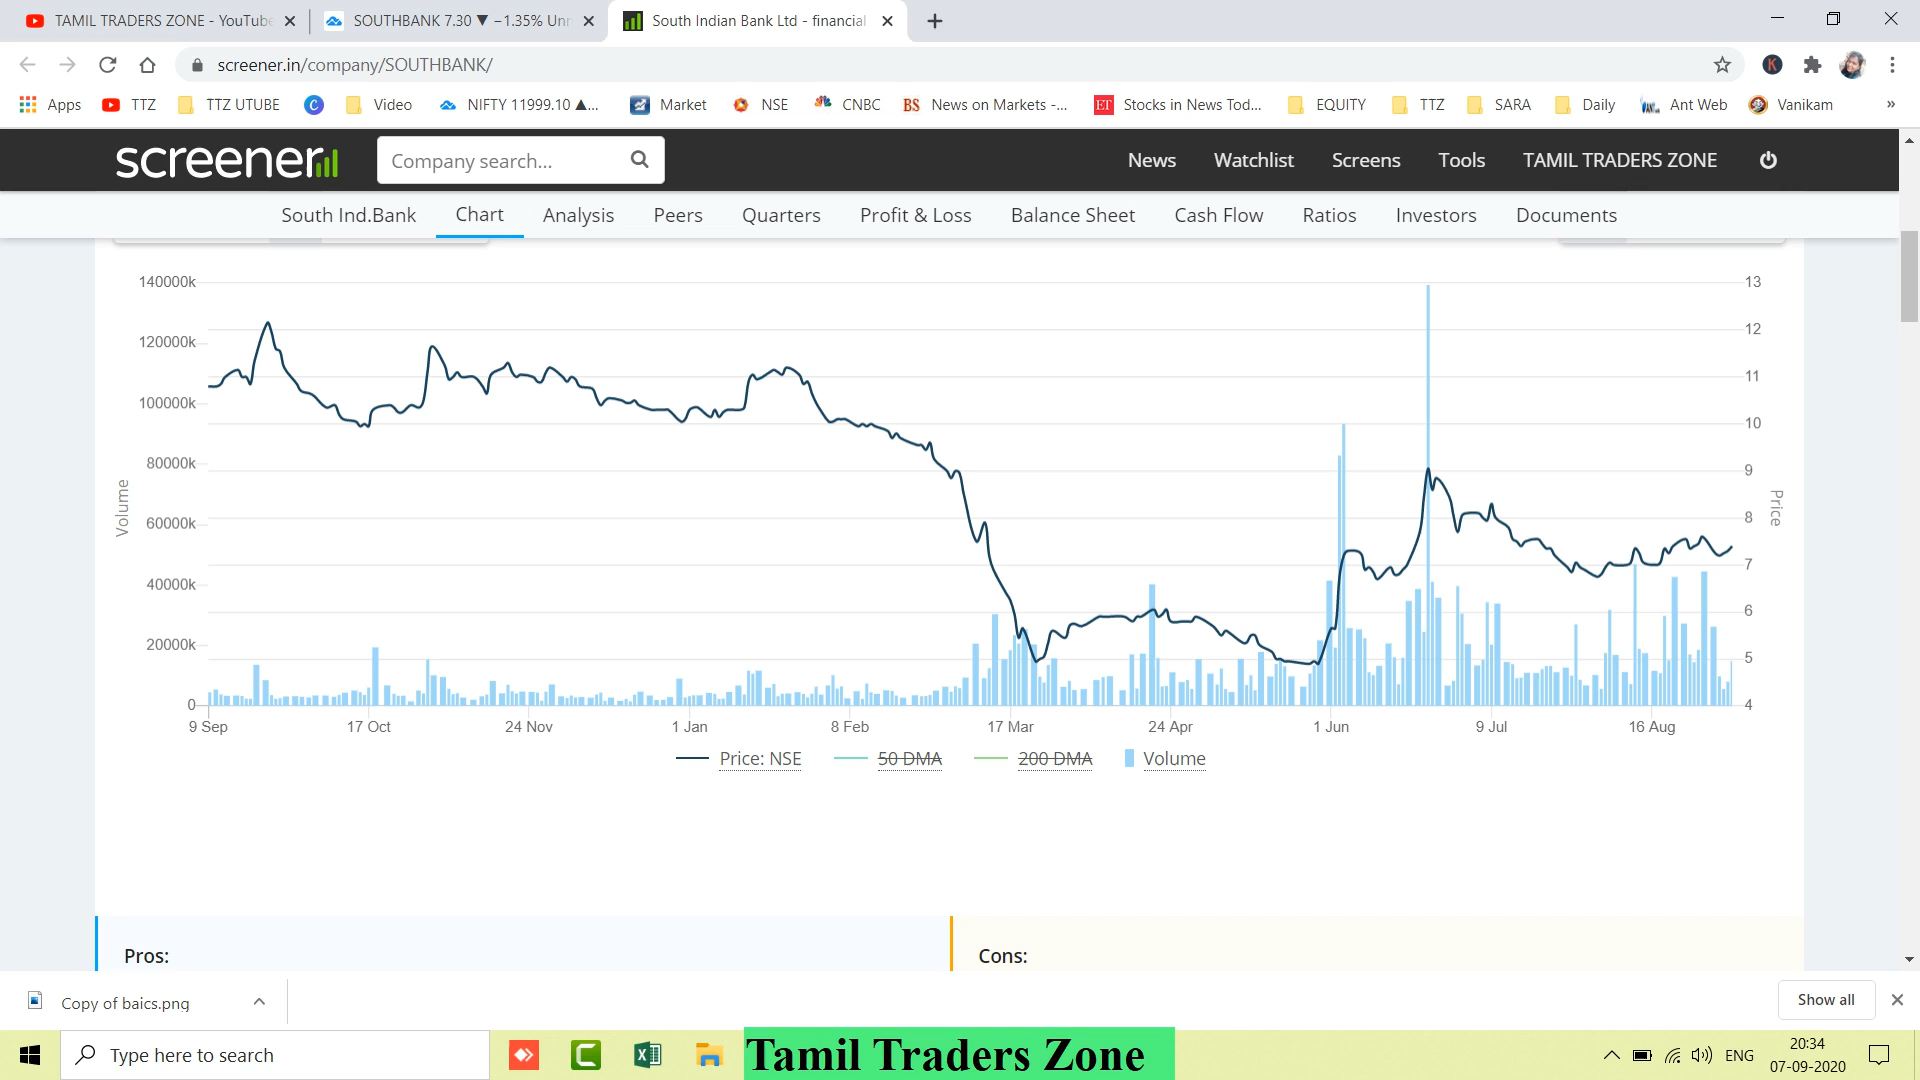 TAMIL TRADERS ZONE - YouTube
SOUTHBANK 7.30 ▼ −1.35% Unn
South Indian Bank Ltd - financial
screener.in/company/SOUTHBANK/
K
Apps TTZ TTZ UTUBE C Video NIFTY 11999.10 ▲... Market NSE CNBC BS News on Markets -... ET Stocks in News Tod... EQUITY TTZ SARA Daily Ant Web Vanikam »
screener
Company search...
News Watchlist Screens Tools TAMIL TRADERS ZONE
South Ind.Bank Chart Analysis Peers Quarters Profit & Loss Balance Sheet Cash Flow Ratios Investors Documents
140000k 13
12
120000k
11
100000k
10
80000k
9
Volume
Price
60000k 8
40000k 7
6
20000k
5
0 4
9 Sep 17 Oct 24 Nov 1 Jan 8 Feb 17 Mar 24 Apr 1 Jun 9 Jul 16 Aug
Price: NSE 50 DMA 200 DMA Volume
Pros: Cons:
Copy of baics.png
Show all
Type here to search
Tamil Traders Zone
ENG
20:34
07-09-2020